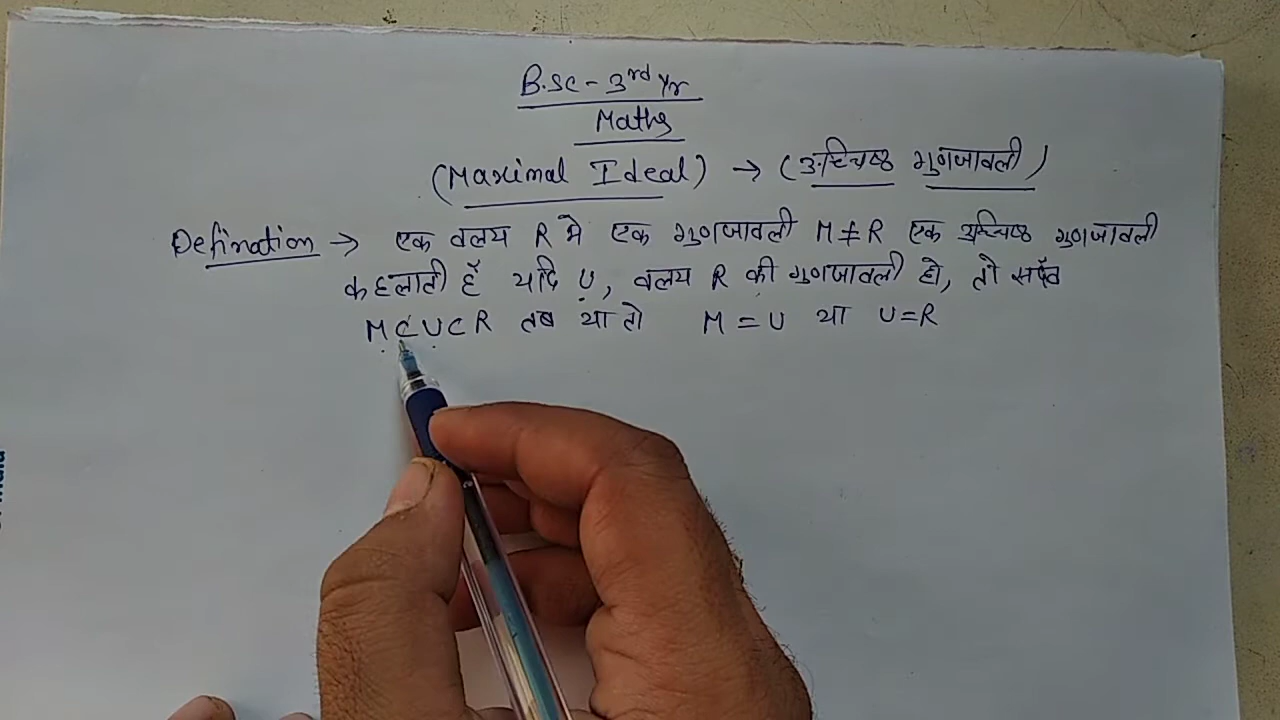 B.sc - 3rd Yr
Maths
(Maximal Ideal) → (उच्चिष्ठ गुणजावली)
Defination → एक वलय R मे एक गुणजावली M≠R एक उच्चिष्ठ गुणजावली
कहलाती हैं यदि U, वलय R की गुणजावली हो, तो सदैव
M⊂U⊂R तब या तो M = U या U=R